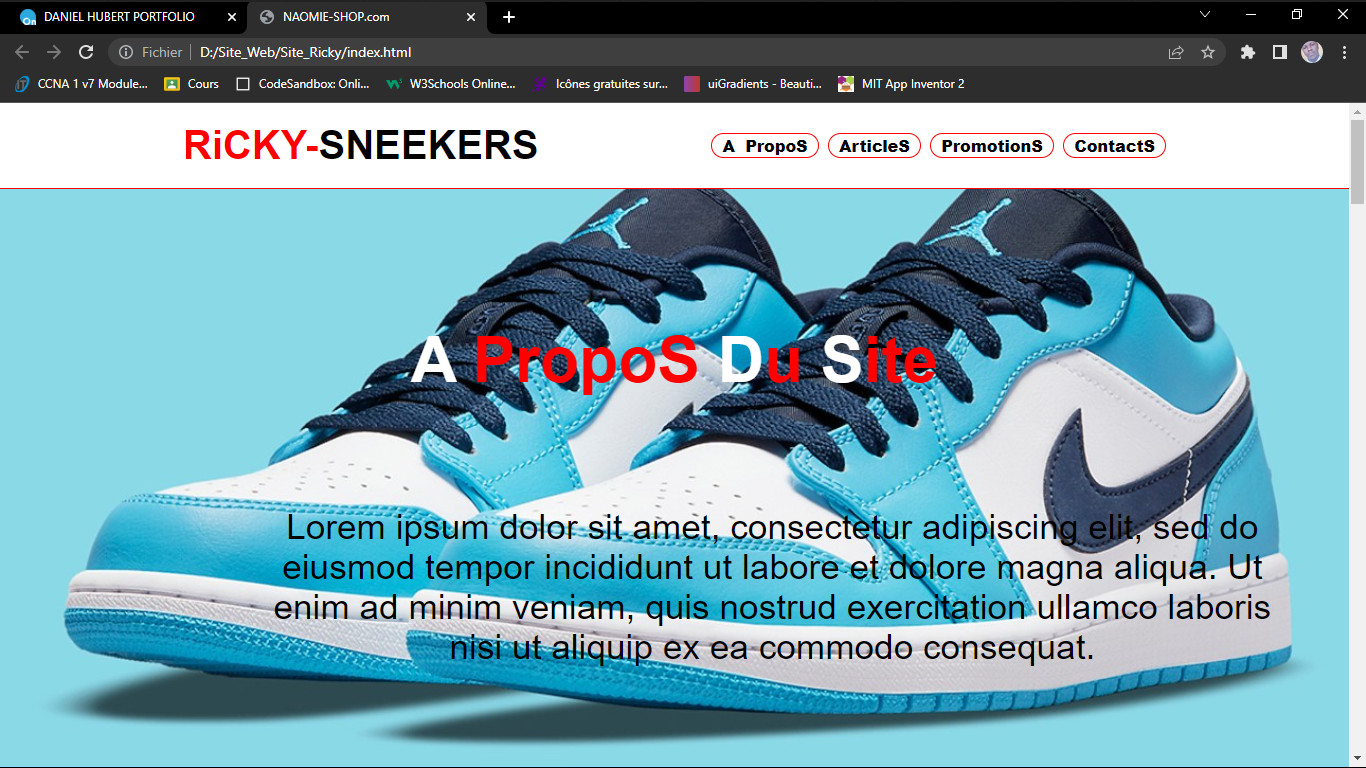 DANIEL HUBERT PORTFOLIO
NAOMIE-SHOP.com
Fichier | D:/Site_Web/Site_Ricky/index.html
CCNA 1 v7 Module... Cours CodeSandbox: Onli... W3Schools Online... Icônes gratuites sur... uiGradients - Beauti... MIT App Inventor 2
RiCKY-SNEEKERS
A PropoS ArticleS PromotionS ContactS
A PropoS Du Site
Lorem ipsum dolor sit amet, consectetur adipiscing elit, sed do
eiusmod tempor incididunt ut labore et dolore magna aliqua. Ut
enim ad minim veniam, quis nostrud exercitation ullamco laboris
nisi ut aliquip ex ea commodo consequat.